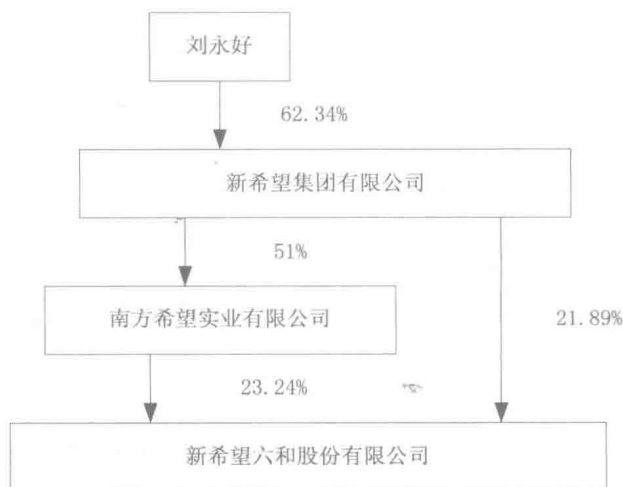 刘永好
62.34%
新希望集团有限公司
51%
南方希望实业有限公司
21.89%
23.24%
新希望六和股份有限公司